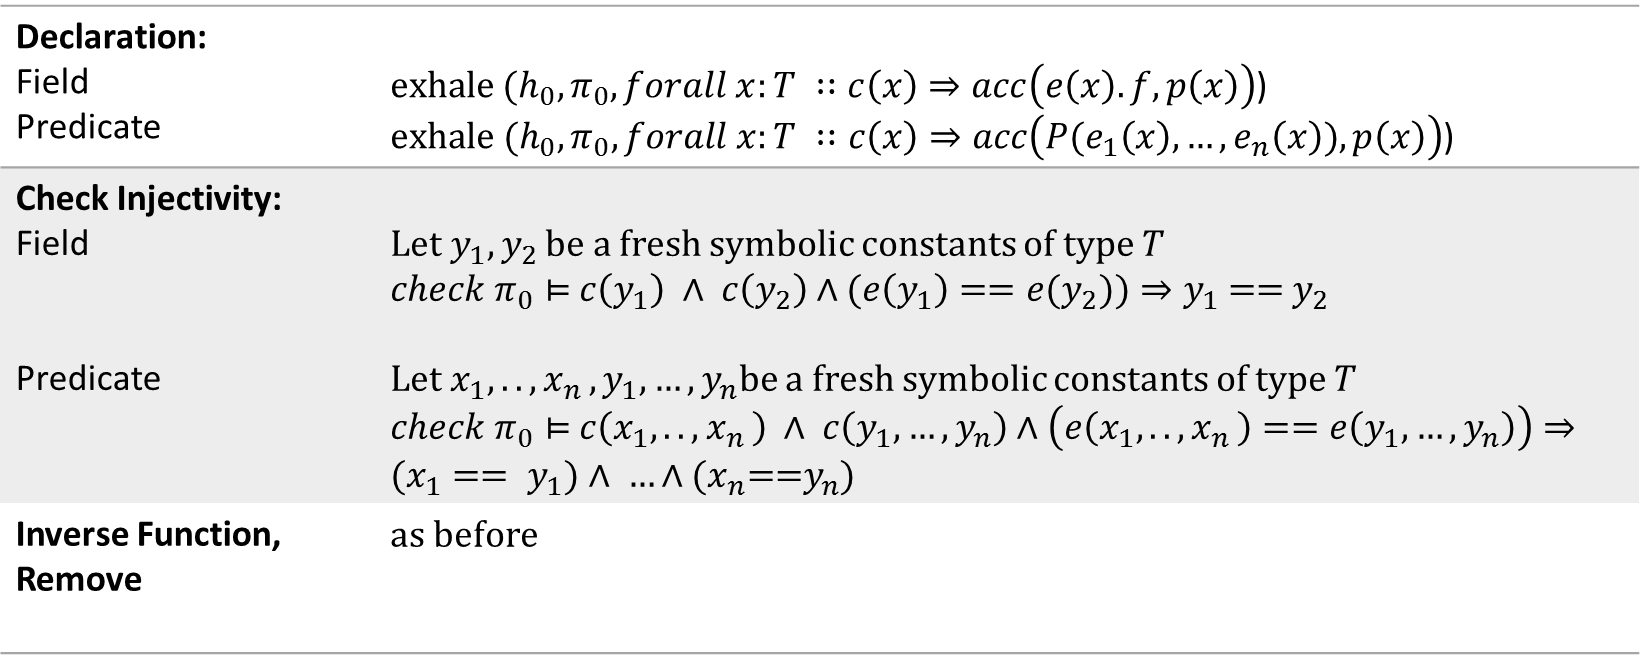 Declaration:
Field exhale (h₀, π₀, forall x: T :: c(x) ⇒ acc(e(x). f, p(x)))
Predicate exhale (h₀, π₀, forall x: T :: c(x) ⇒ acc(P(e₁(x), …, eₙ(x)), p(x)))
Check Injectivity:
Field Let y₁, y₂ be a fresh symbolic constants of type T
check π₀ ⊨ c(y₁) ∧ c(y₂) ∧ (e(y₁) == e(y₂)) ⇒ y₁ == y₂
Predicate Let x₁, . . , xₙ , y₁, … , yₙbe a fresh symbolic constants of type T
check π₀ ⊨ c(x₁, . . , xₙ ) ∧ c(y₁, … , yₙ) ∧ (e(x₁, . . , xₙ ) == e(y₁, … , yₙ)) ⇒
(x₁ == y₁) ∧ … ∧ (xₙ==yₙ)
Inverse Function, as before
Remove